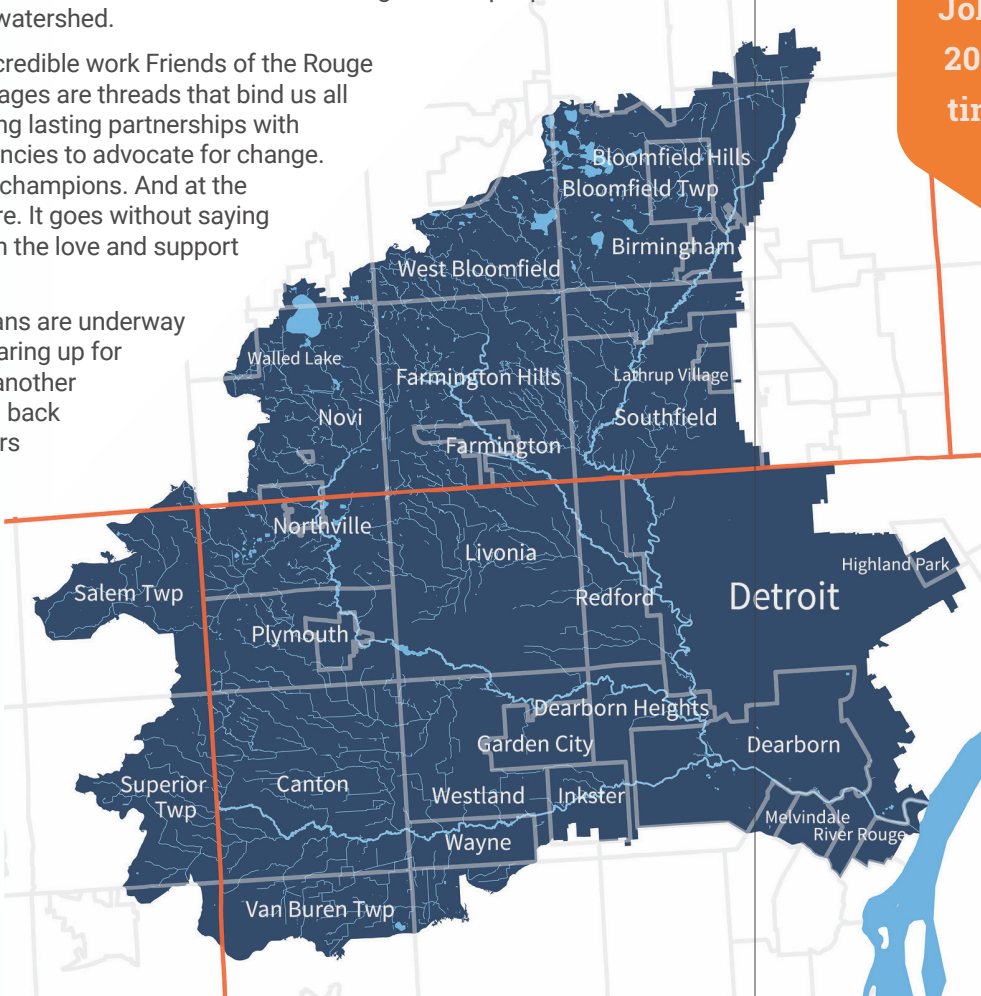 watershed.
credible work Friends of the Rouge
ages are threads that bind us all
ng lasting partnerships with
ncies to advocate for change.
champions. And at the
re. It goes without saying
the love and support
ans are underway
aring up for
another
back
rs
Joh
20
tin
Bloomfield Hills
Bloomfield Twp
Birmingham
West Bloomfield
Walled Lake
Farmington Hills
Lathrup Village
Novi
Southfield
Farmington
Northville
Livonia
Highland Park
Salem Twp
Redford
Detroit
Plymouth
Dearborn Heights
Garden City
Dearborn
Superior
Twp
Canton
Westland
Inkster
Melvindale
River Rouge
Wayne
Van Buren Twp